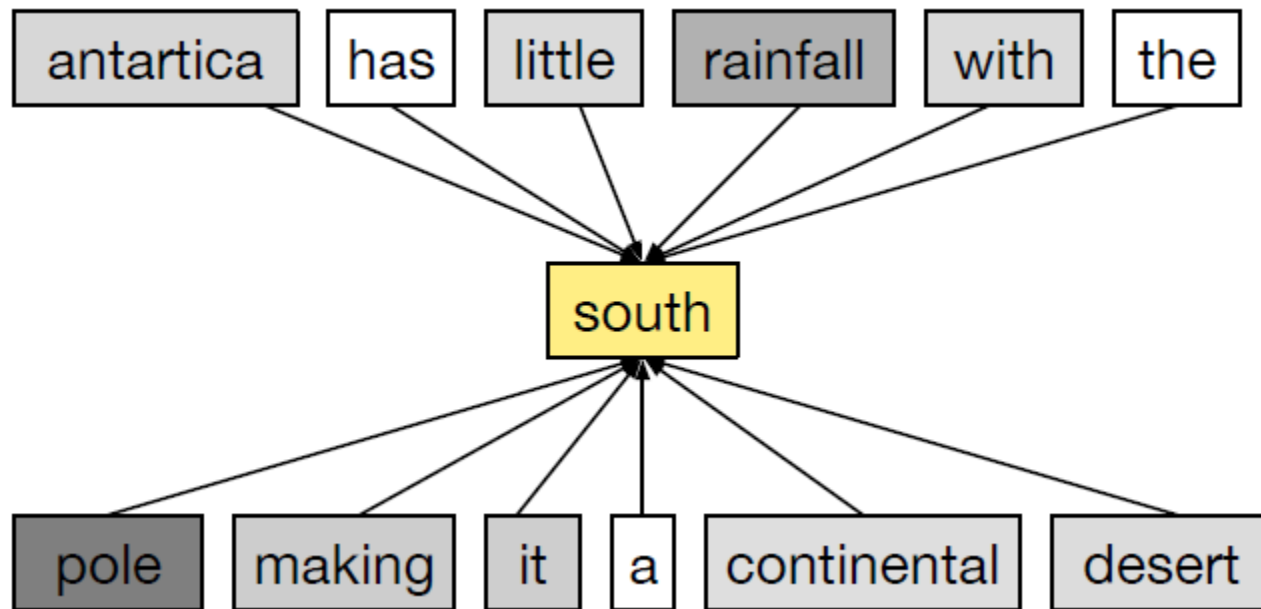 antartica has little rainfall with the
south
pole making it a continental desert